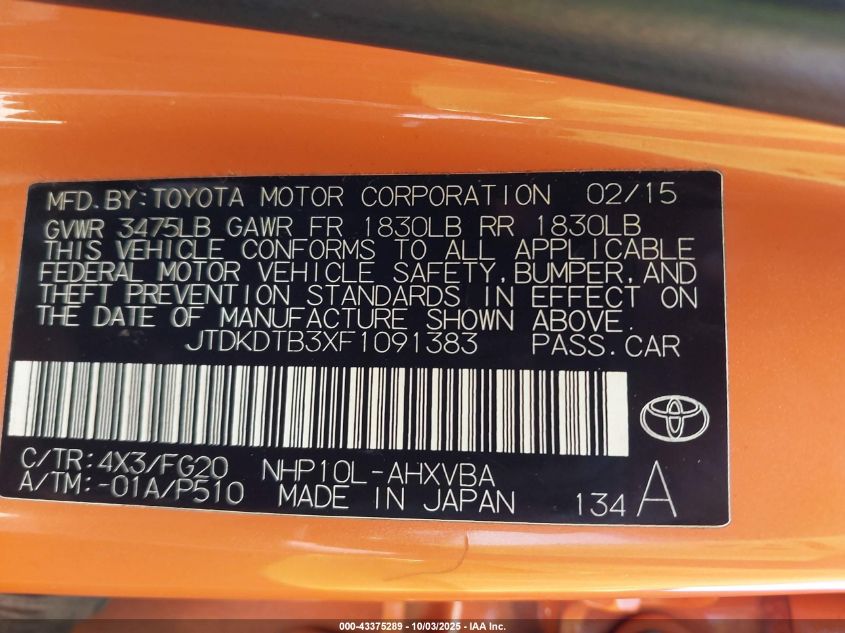 MFD. BY: TOYOTA MOTOR CORPORATION 02/15
GVWR 3475LB GAWR FR 1830LB RR 1830LB
THIS VEHICLE CONFORMS TO ALL APPLICABLE
FEDERAL MOTOR VEHICLE SAFETY, BUMPER, AND
THEFT PREVENTION STANDARDS IN EFFECT ON
THE DATE OF MANUFACTURE SHOWN ABOVE.
JTDKDTB3XF1091383 PASS. CAR
C/TR: 4X3/FG20 NHP10L-AHXVBA
A/TM: -01A/P510 MADE IN JAPAN 134 A
000-43375289 - 10/03/2025 - IAA Inc.